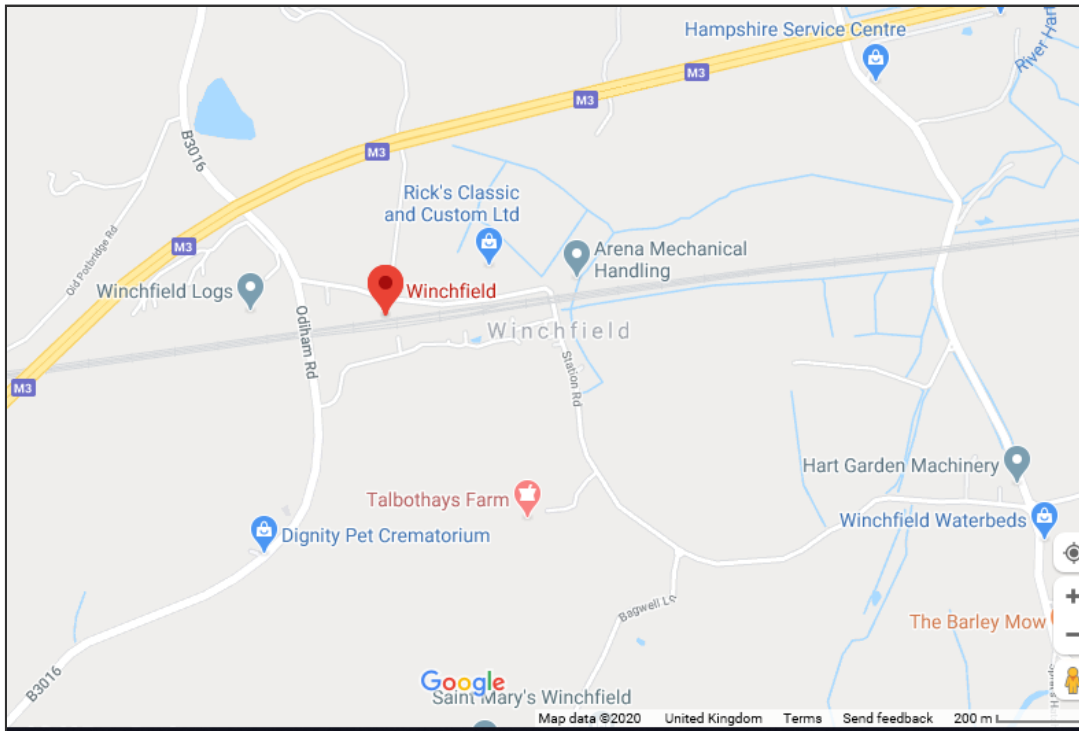 Hampshire Service Centre
River Hart
M3
M3
B3016
M3
Rick's Classic
and Custom Ltd
Old Potbridge Rd
M3
Arena Mechanical
Handling
Winchfield Logs
Winchfield
Winchfield
Odiham Rd
Station Rd
M3
Hart Garden Machinery
Talbothays Farm
Winchfield Waterbeds
Dignity Pet Crematorium
Bagwell Ln
The Barley Mow
B3016
Google
Saint Mary's Winchfield
Map data ©2020 United Kingdom Terms Send feedback 200 m